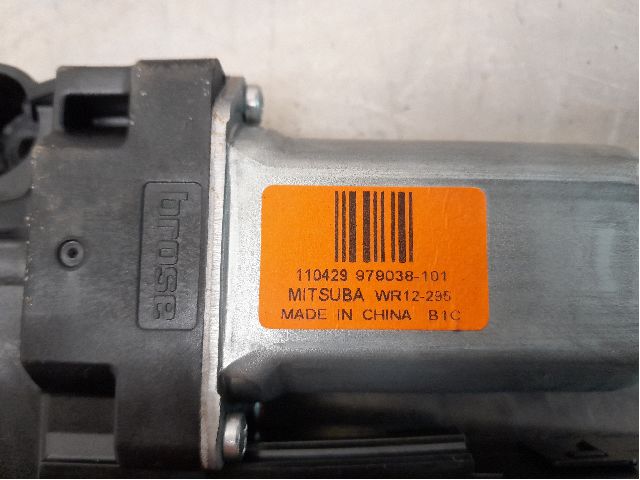 brose
110429 979038-101
MITSUBA WR12-295
MADE IN CHINA B1C